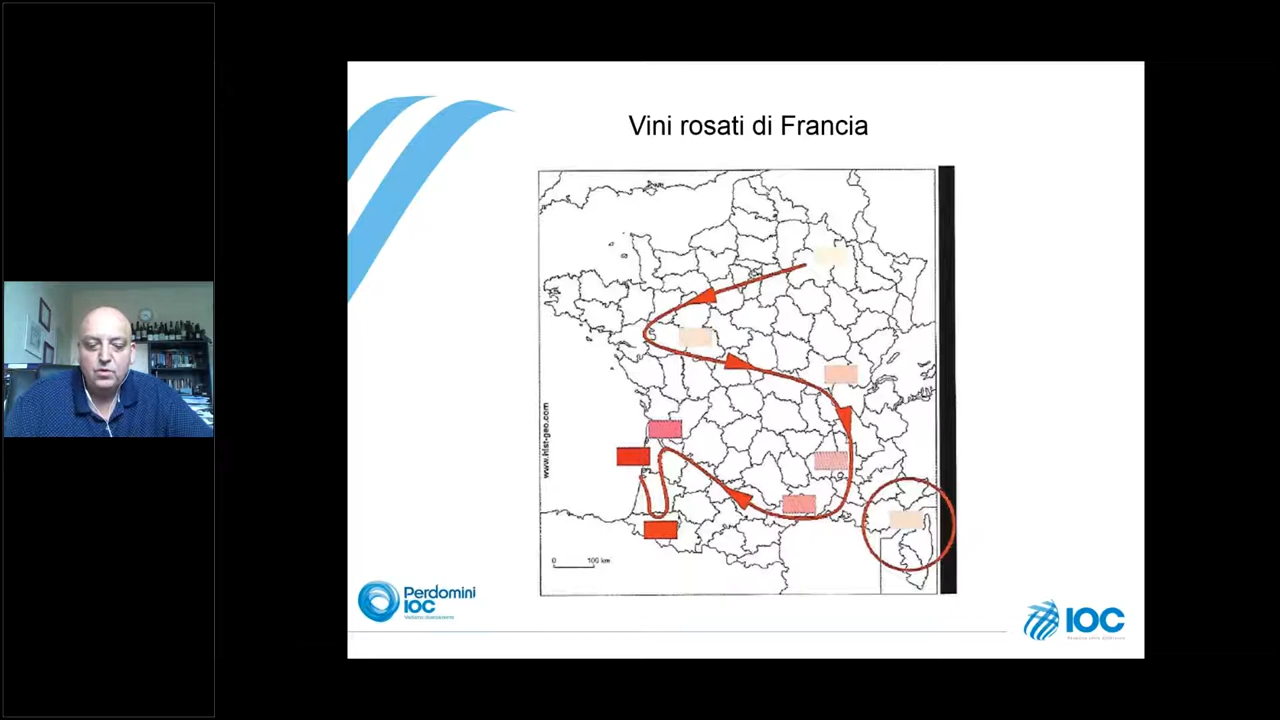 Vini rosati di Francia
www.hist-geo.com
0 100 km
Perdomini
IOC
IOC